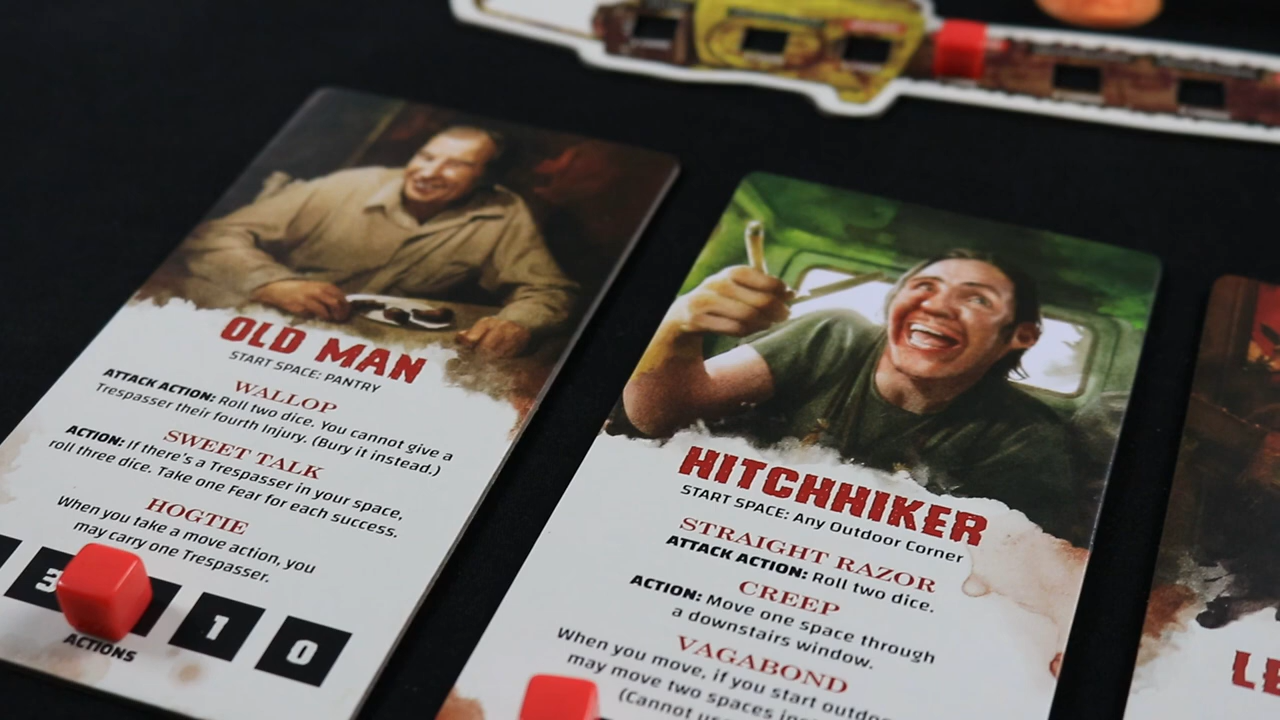 OLD MAN
START SPACE: PANTRY
WALLOP
ATTACK ACTION: Roll two dice. You cannot give a
Trespasser their fourth Injury. (Bury it instead.)
SWEET TALK
ACTION: If there's a Trespasser in your space,
roll three dice. Take one Fear for each success.
HOGTIE
When you take a move action, you
may carry one Trespasser.
3 1 0
ACTIONS
HITCHHIKER
START SPACE: Any Outdoor Corner
STRAIGHT RAZOR
ATTACK ACTION: Roll two dice.
CREEP
ACTION: Move one space through
a downstairs window.
VAGABOND
When you move, if you start
may move two spaces
(Cannot
LE